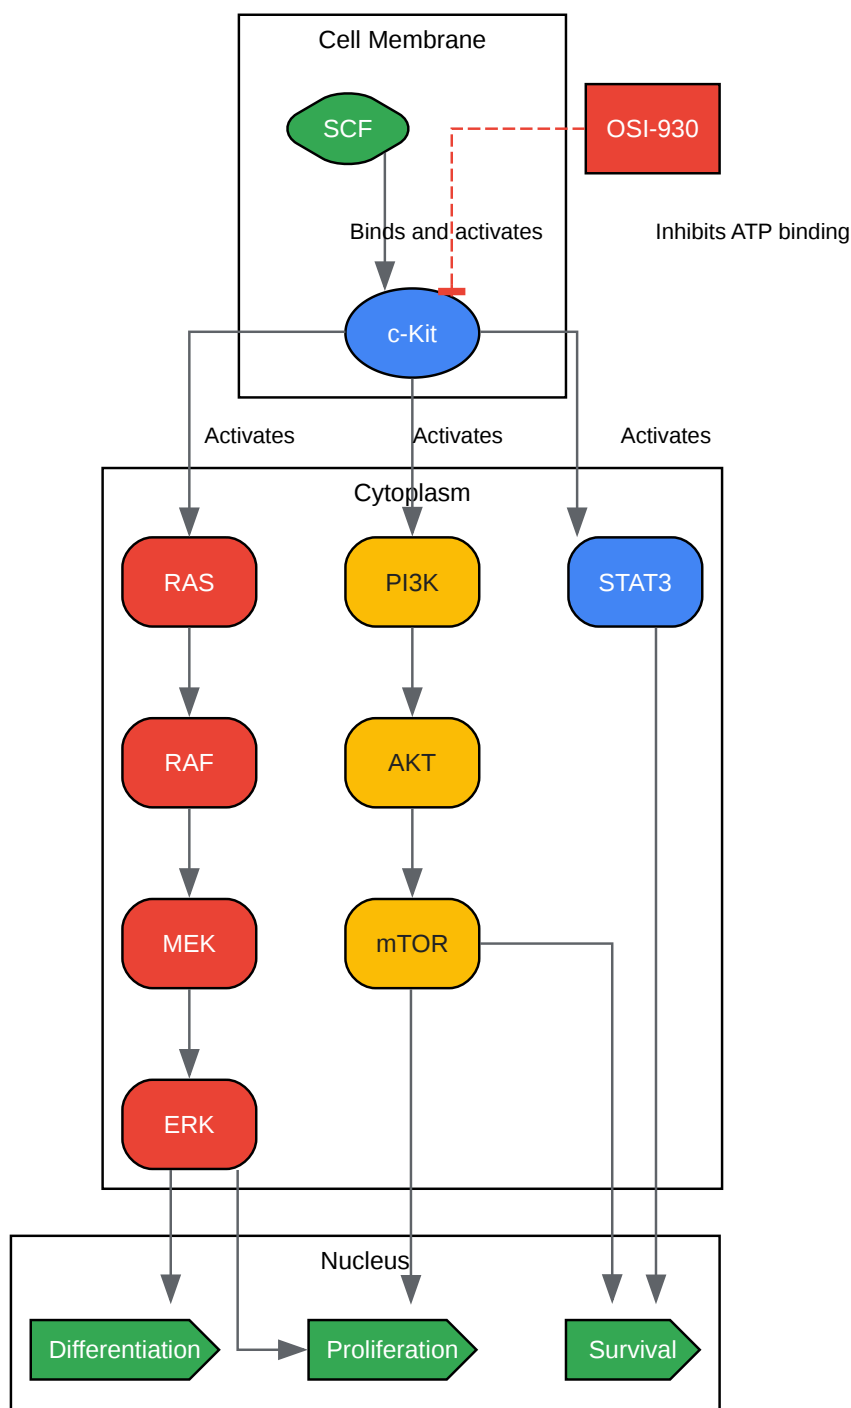 Cell Membrane
SCF
OSI-930
Binds and activates
Inhibits ATP binding
c-Kit
Activates
Activates
Activates
Cytoplasm
RAS
PI3K
STAT3
RAF
AKT
MEK
mTOR
ERK
Nucleus
Differentiation
Proliferation
Survival